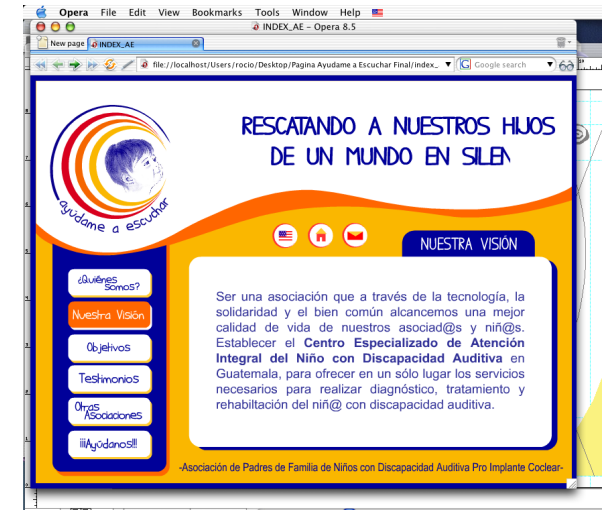 Opera File Edit View Bookmarks Tools Window Help
INDEX_AE - Opera 8.5
New page INDEX_AE
file://localhost/Users/rocio/Desktop/Pagina Ayudame a Escuchar Final/index_ Google search
RESCATANDO A NUESTROS HIJOS
DE UN MUNDO EN SILEN
ayúdame a escuchar
NUESTRA VISIÓN
¿Quiénes
Somos?
Nuestra Visión
Objetivos
Testimonios
Otras
Asociaciones
¡¡¡Ayúdanos!!!
Ser una asociación que a través de la tecnología, la
solidaridad y el bien común alcancemos una mejor
calidad de vida de nuestros asociad@s y niñ@s.
Establecer el Centro Especializado de Atención
Integral del Niño con Discapacidad Auditiva en
Guatemala, para ofrecer en un sólo lugar los servicios
necesarios para realizar diagnóstico, tratamiento y
rehabiltación del niñ@ con discapacidad auditiva.
-Asociación de Padres de Familia de Niños con Discapacidad Auditiva Pro Implante Coclear-